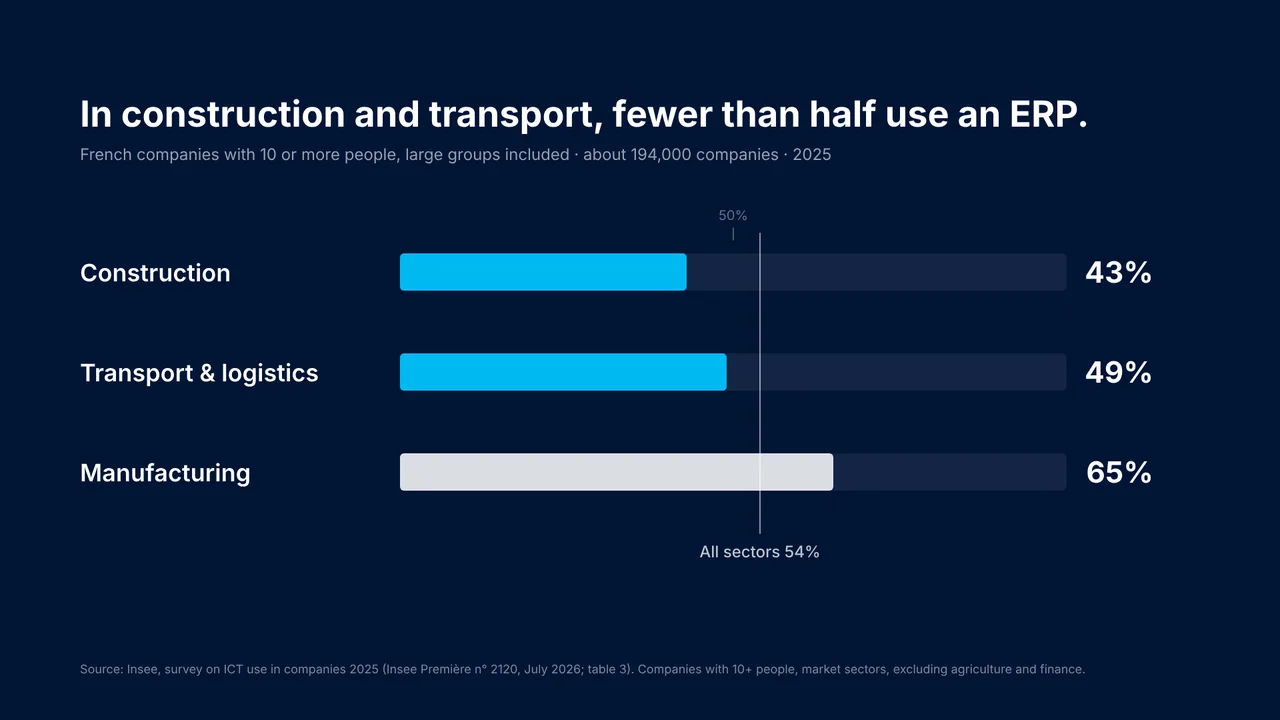 In construction and transport, fewer than half use an ERP.
French companies with 10 or more people, large groups included · about 194,000 companies · 2025
50%
Construction 43%
Transport & logistics 49%
Manufacturing 65%
All sectors 54%
Source: Insee, survey on ICT use in companies 2025 (Insee Première n° 2120, July 2026; table 3). Companies with 10+ people, market sectors, excluding agriculture and finance.